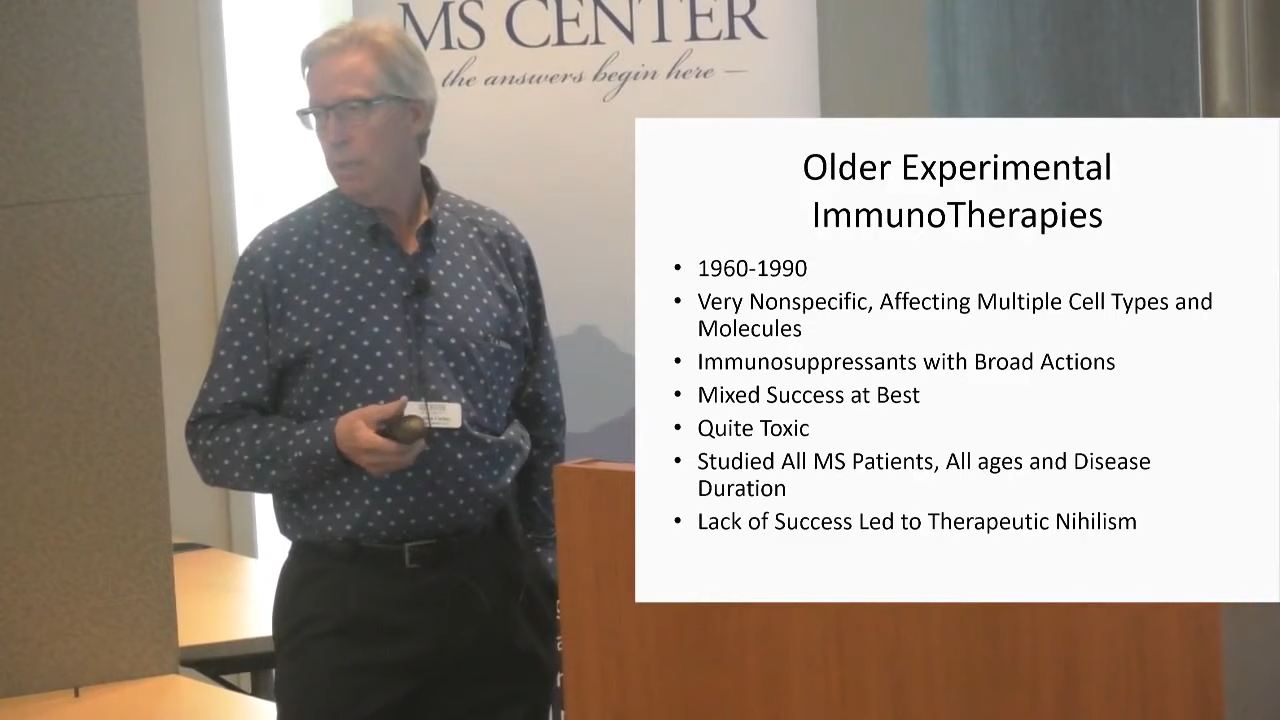 MS CENTER
the answers begin here —
Older Experimental
ImmunoTherapies
• 1960-1990
• Very Nonspecific, Affecting Multiple Cell Types and
Molecules
• Immunosuppressants with Broad Actions
• Mixed Success at Best
• Quite Toxic
• Studied All MS Patients, All ages and Disease
Duration
• Lack of Success Led to Therapeutic Nihilism